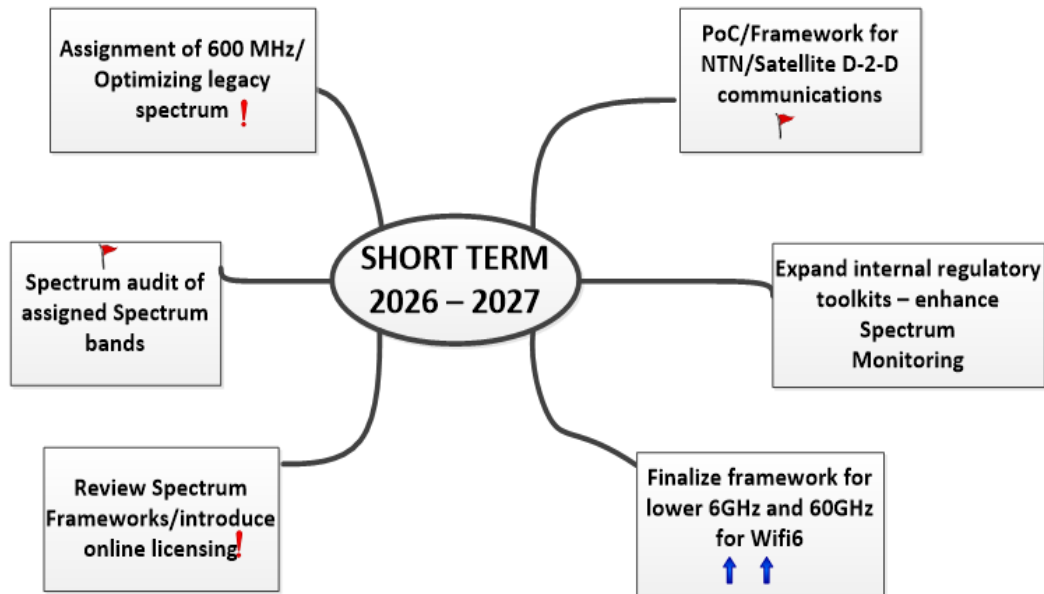 Assignment of 600 MHz/
Optimizing legacy
spectrum
PoC/Framework for
NTN/Satellite D-2-D
communications
SHORT TERM
2026 – 2027
Spectrum audit of
assigned Spectrum
bands
Expand internal regulatory
toolkits – enhance
Spectrum
Monitoring
Review Spectrum
Frameworks/introduce
online licensing
Finalize framework for
lower 6GHz and 60GHz
for Wifi6